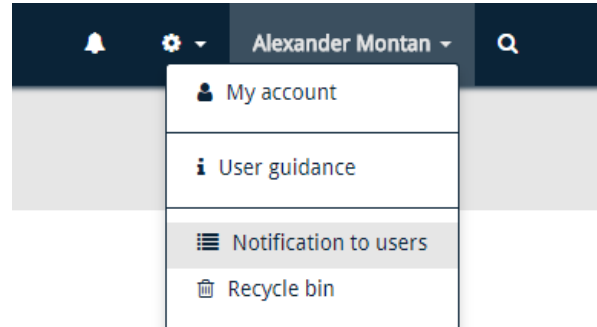 Alexander Montan
My account
User guidance
Notification to users
Recycle bin